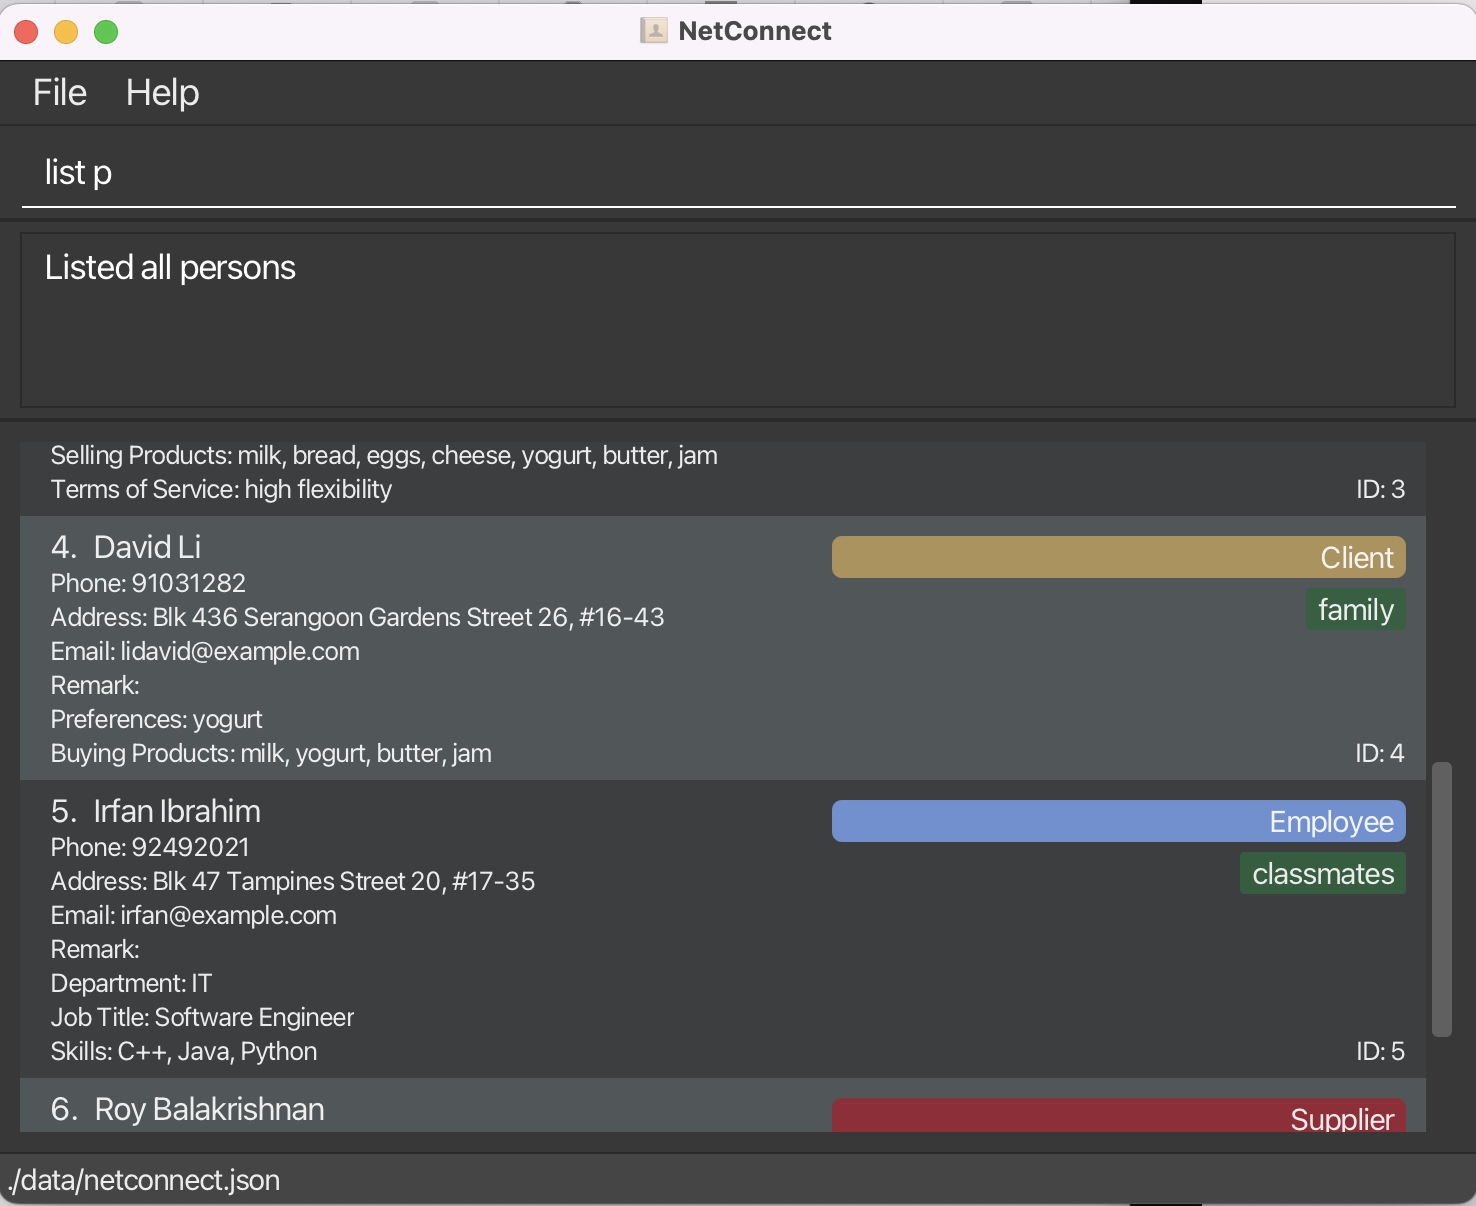 NetConnect
File Help
list p
Listed all persons
Selling Products: milk, bread, eggs, cheese, yogurt, butter, jam
Terms of Service: high flexibility ID: 3
4. David Li Client
Phone: 91031282
family
Address: Blk 436 Serangoon Gardens Street 26, #16-43
Email: lidavid@example.com
Remark:
Preferences: yogurt
Buying Products: milk, yogurt, butter, jam ID: 4
5. Irfan Ibrahim Employee
Phone: 92492021
classmates
Address: Blk 47 Tampines Street 20, #17-35
Email: irfan@example.com
Remark:
Department: IT
Job Title: Software Engineer
Skills: C++, Java, Python ID: 5
6. Roy Balakrishnan Supplier
./data/netconnect.json